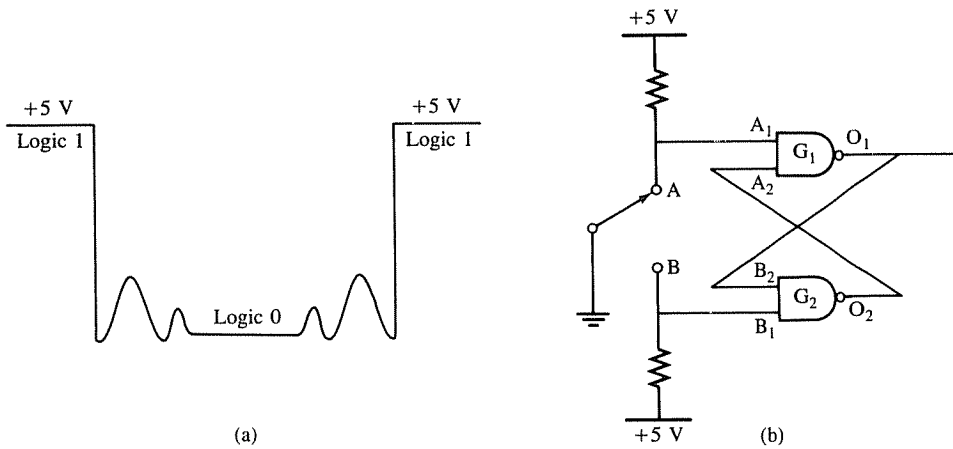 +5 V
Logic 1
+5 V
Logic 1
Logic 0
(a)
+5 V
A₁
G₁
O₁
A₂
A
B
B₂
G₂
O₂
B₁
+5 V
(b)